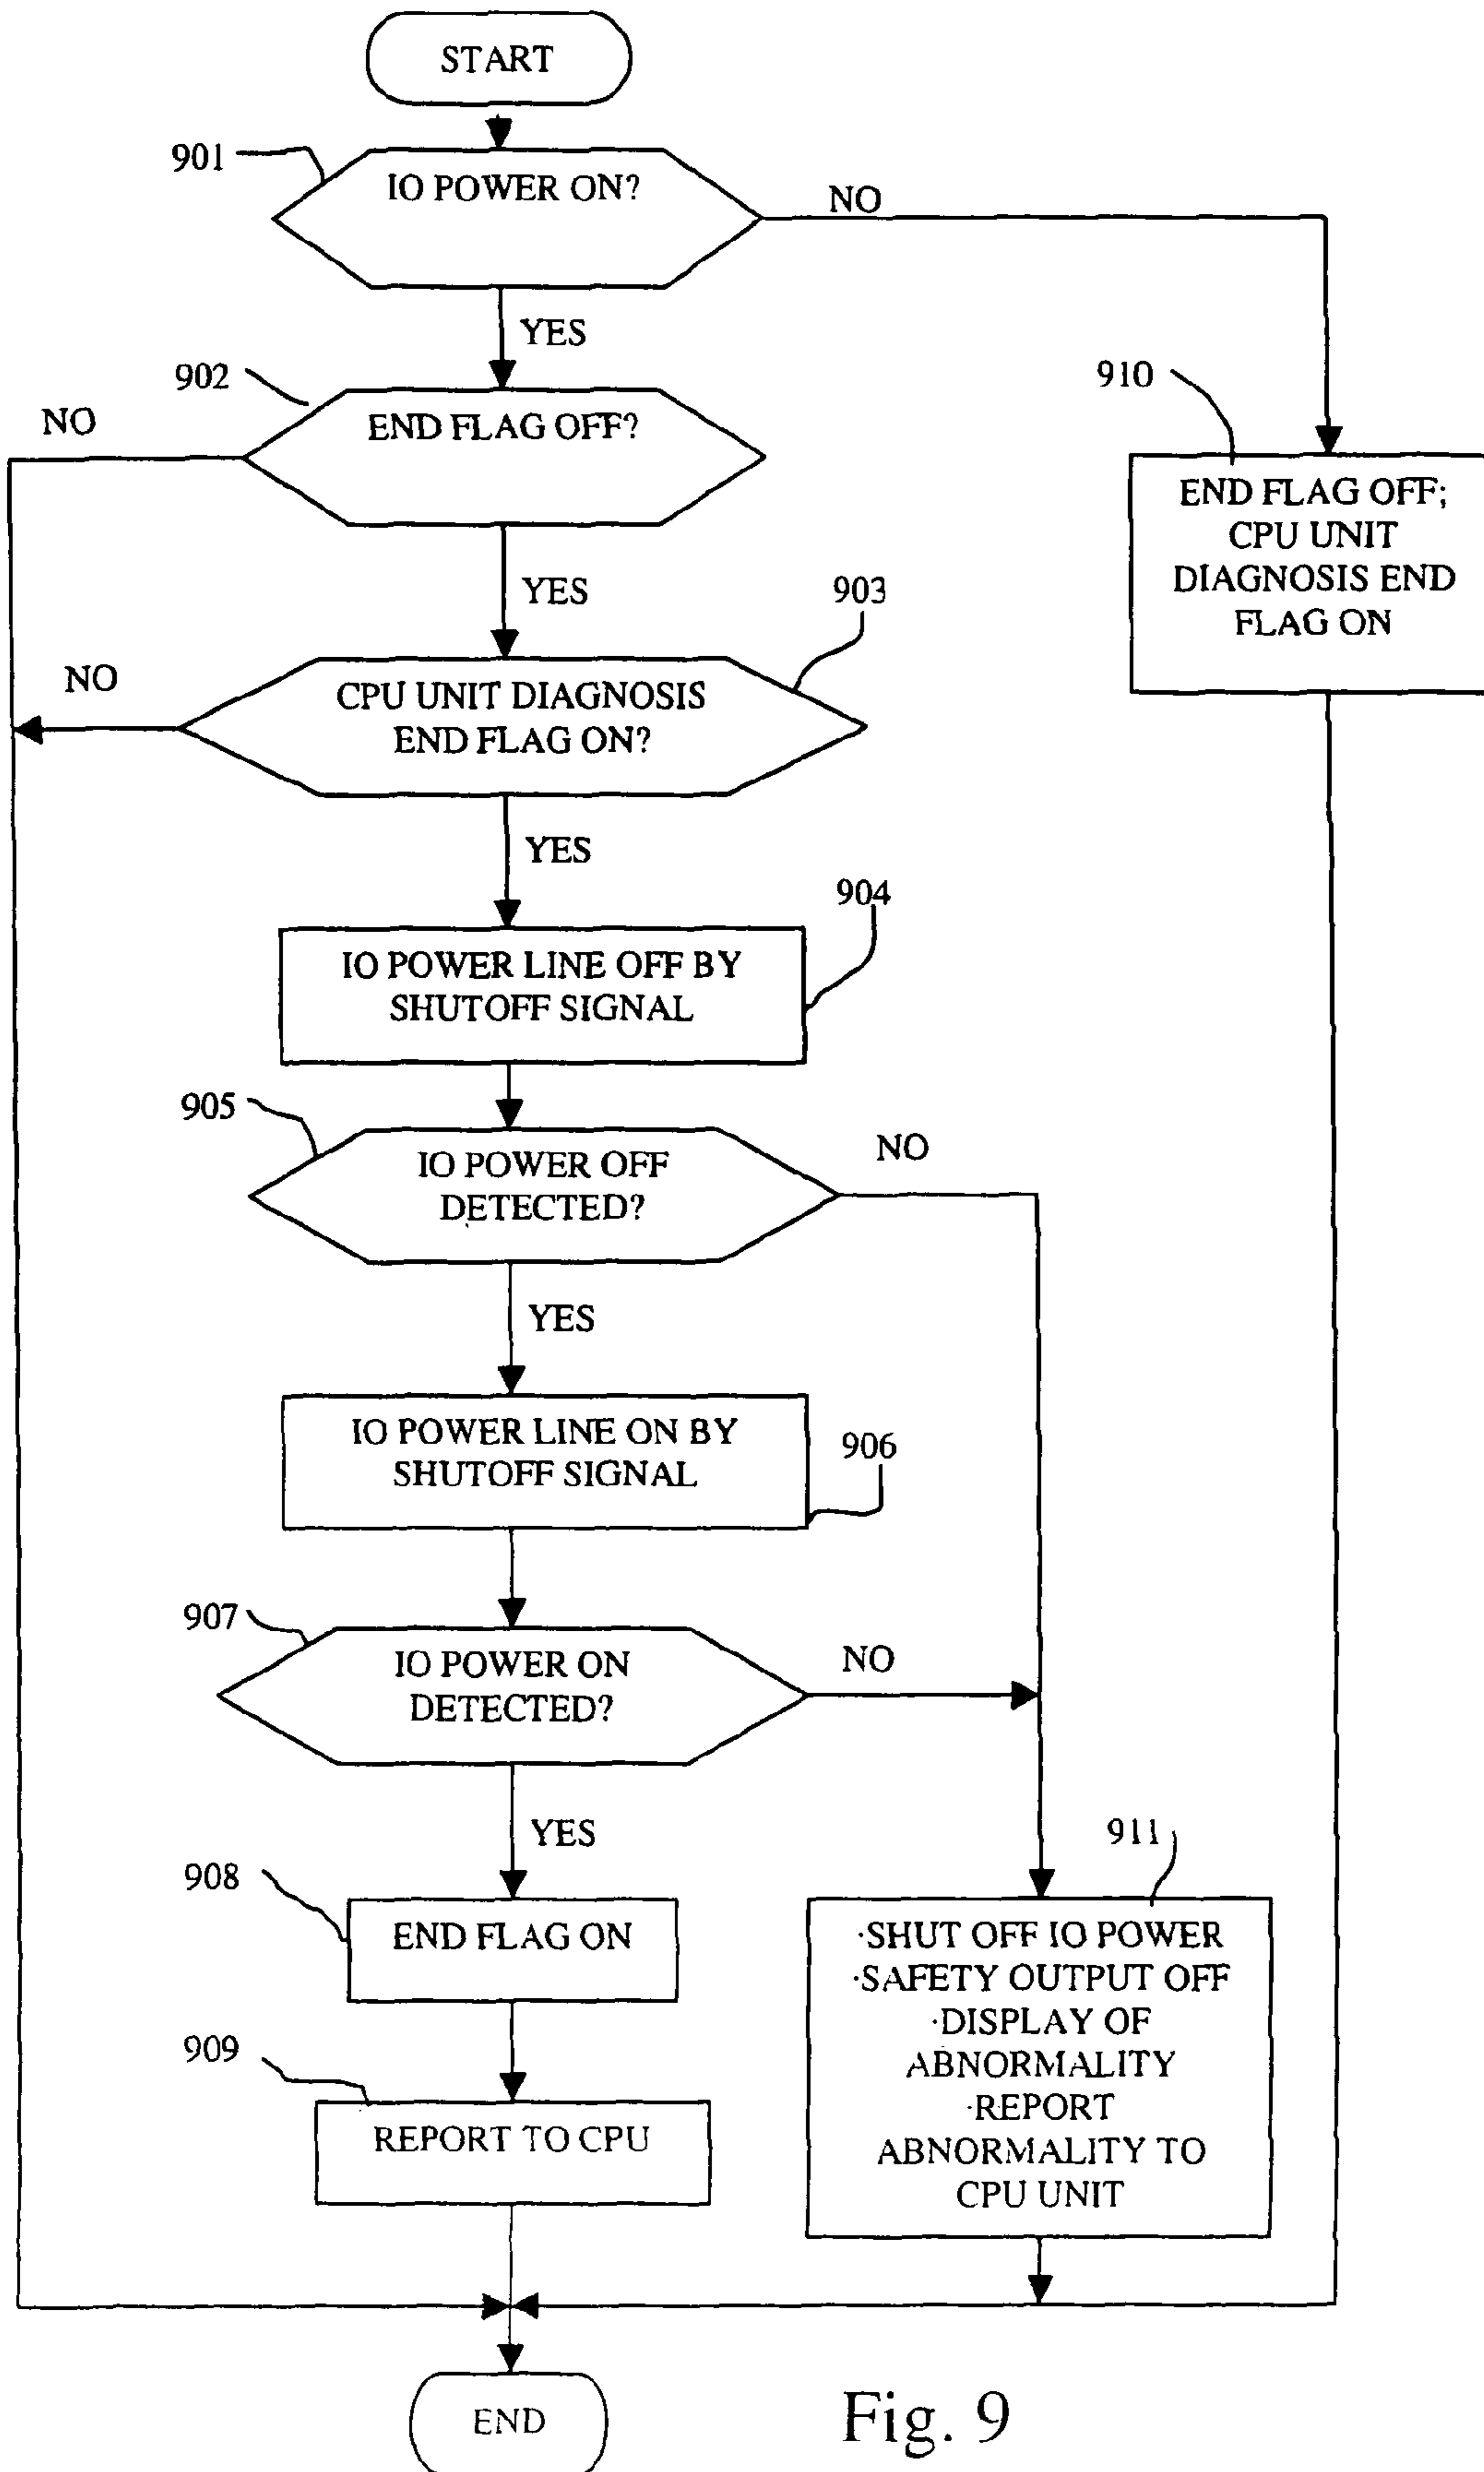 START
901
IO POWER ON?
NO
YES
902
NO
END FLAG OFF?
910
END FLAG OFF;
CPU UNIT
DIAGNOSIS END
FLAG ON
YES
903
NO
CPU UNIT DIAGNOSIS
END FLAG ON?
YES
904
IO POWER LINE OFF BY
SHUTOFF SIGNAL
905
NO
IO POWER OFF
DETECTED?
YES
IO POWER LINE ON BY
SHUTOFF SIGNAL
906
907
NO
IO POWER ON
DETECTED?
YES
911
908
END FLAG ON
·SHUT OFF IO POWER
·SAFETY OUTPUT OFF
·DISPLAY OF
ABNORMALITY
·REPORT
ABNORMALITY TO
CPU UNIT
909
REPORT TO CPU
END
Fig. 9